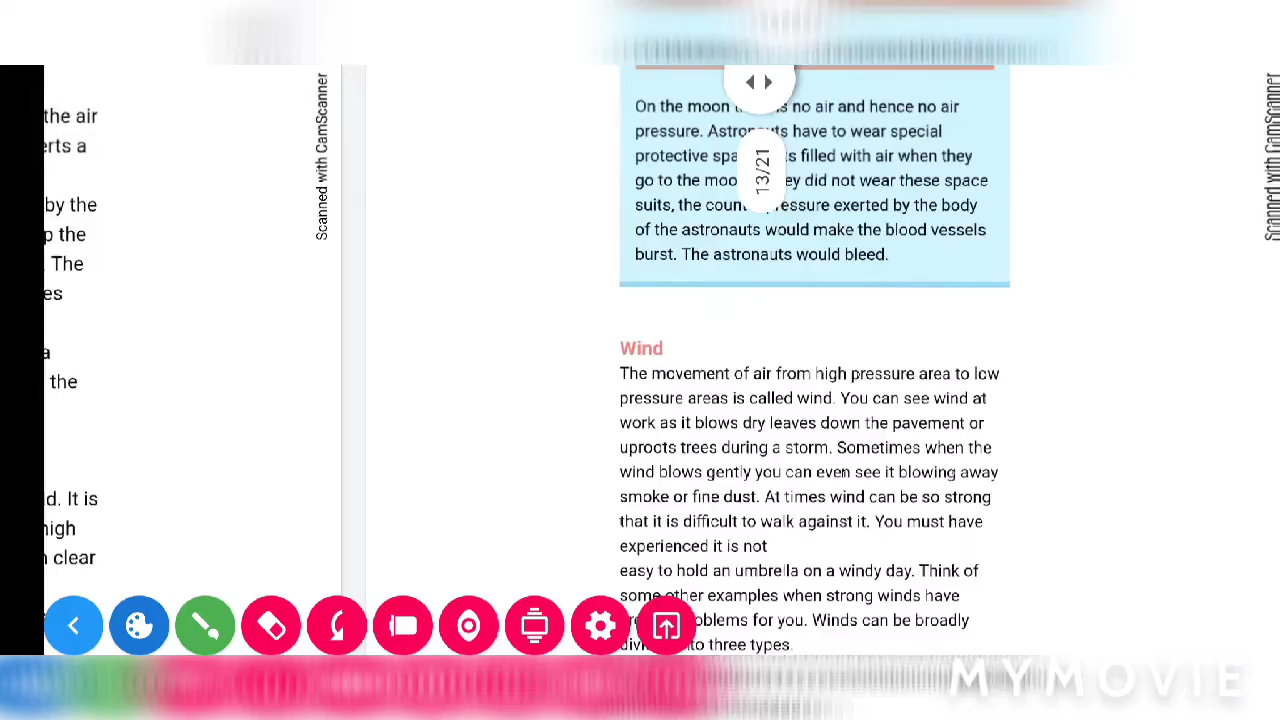 the air
erts a
by the
p the
. The
es
a
the
d. It is
high
clear
Scanned with CamScanner
13/21
On the moon is no air and hence no air
pressure. Astronauts have to wear special
protective filled with air when they
go to the did not wear these space
suits, the exerted by the body
of the astronauts would make the blood vessels
burst. The astronauts would bleed.
Wind
The movement of air from high pressure area to low
pressure areas is called wind. You can see wind at
work as it blows dry leaves down the pavement or
uproots trees during a storm. Sometimes when the
wind blows gently you can even see it blowing away
smoke or fine dust. At times wind can be so strong
that it is difficult to walk against it. You must have
experienced it is not
easy to hold an umbrella on a windy day. Think of
some other examples when strong winds have
for you. Winds can be broadly
to three types.
Scanned with CamScanner
MYMOVIE